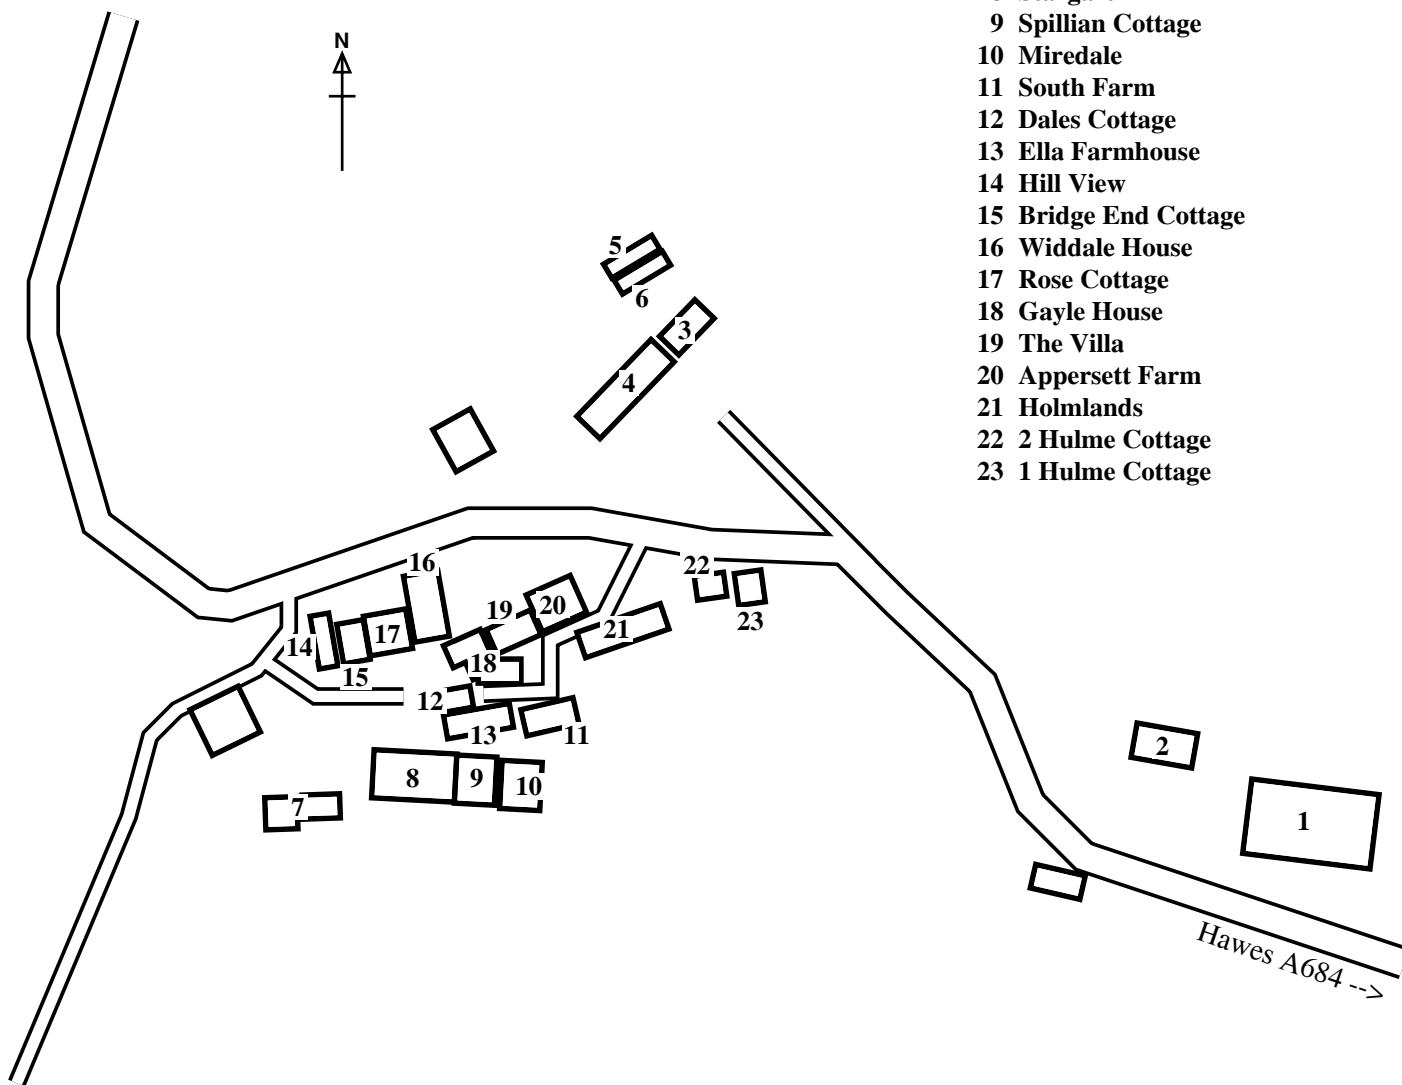 N
9 Spillian Cottage
10 Miredale
11 South Farm
12 Dales Cottage
13 Ella Farmhouse
14 Hill View
15 Bridge End Cottage
16 Widdale House
17 Rose Cottage
18 Gayle House
19 The Villa
20 Appersett Farm
21 Holmlands
22 2 Hulme Cottage
23 1 Hulme Cottage
5
6
3
4
16
22
20
19
23
21
17
14
18
15
12
13
11
2
8
9
10
7
1
Hawes A684 -->